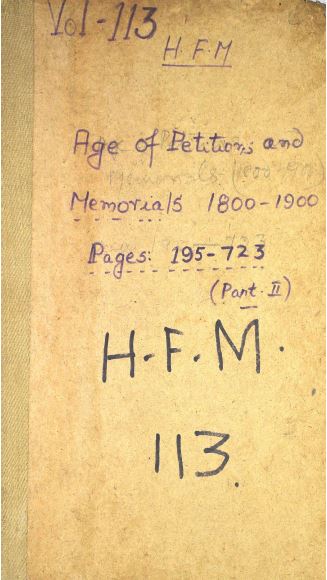 Vol-113
H.F.M
Age of Petitions and
Memorials 1800-1900
Pages: 195-723
(Part-II)
H.F.M.
113.